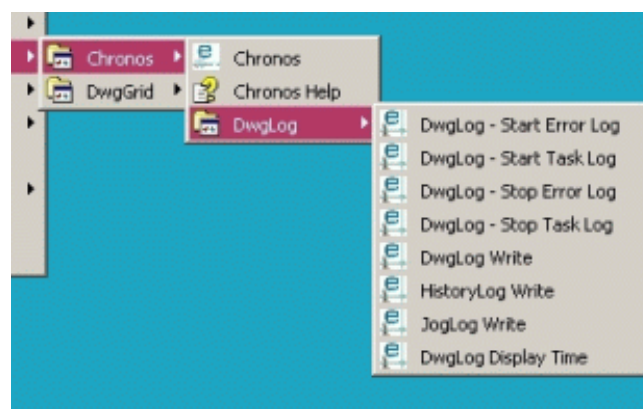 Chronos
DwgGrid
Chronos
Chronos Help
DwgLog
DwgLog - Start Error Log
DwgLog - Start Task Log
DwgLog - Stop Error Log
DwgLog - Stop Task Log
DwgLog Write
HistoryLog Write
JogLog Write
DwgLog Display Time